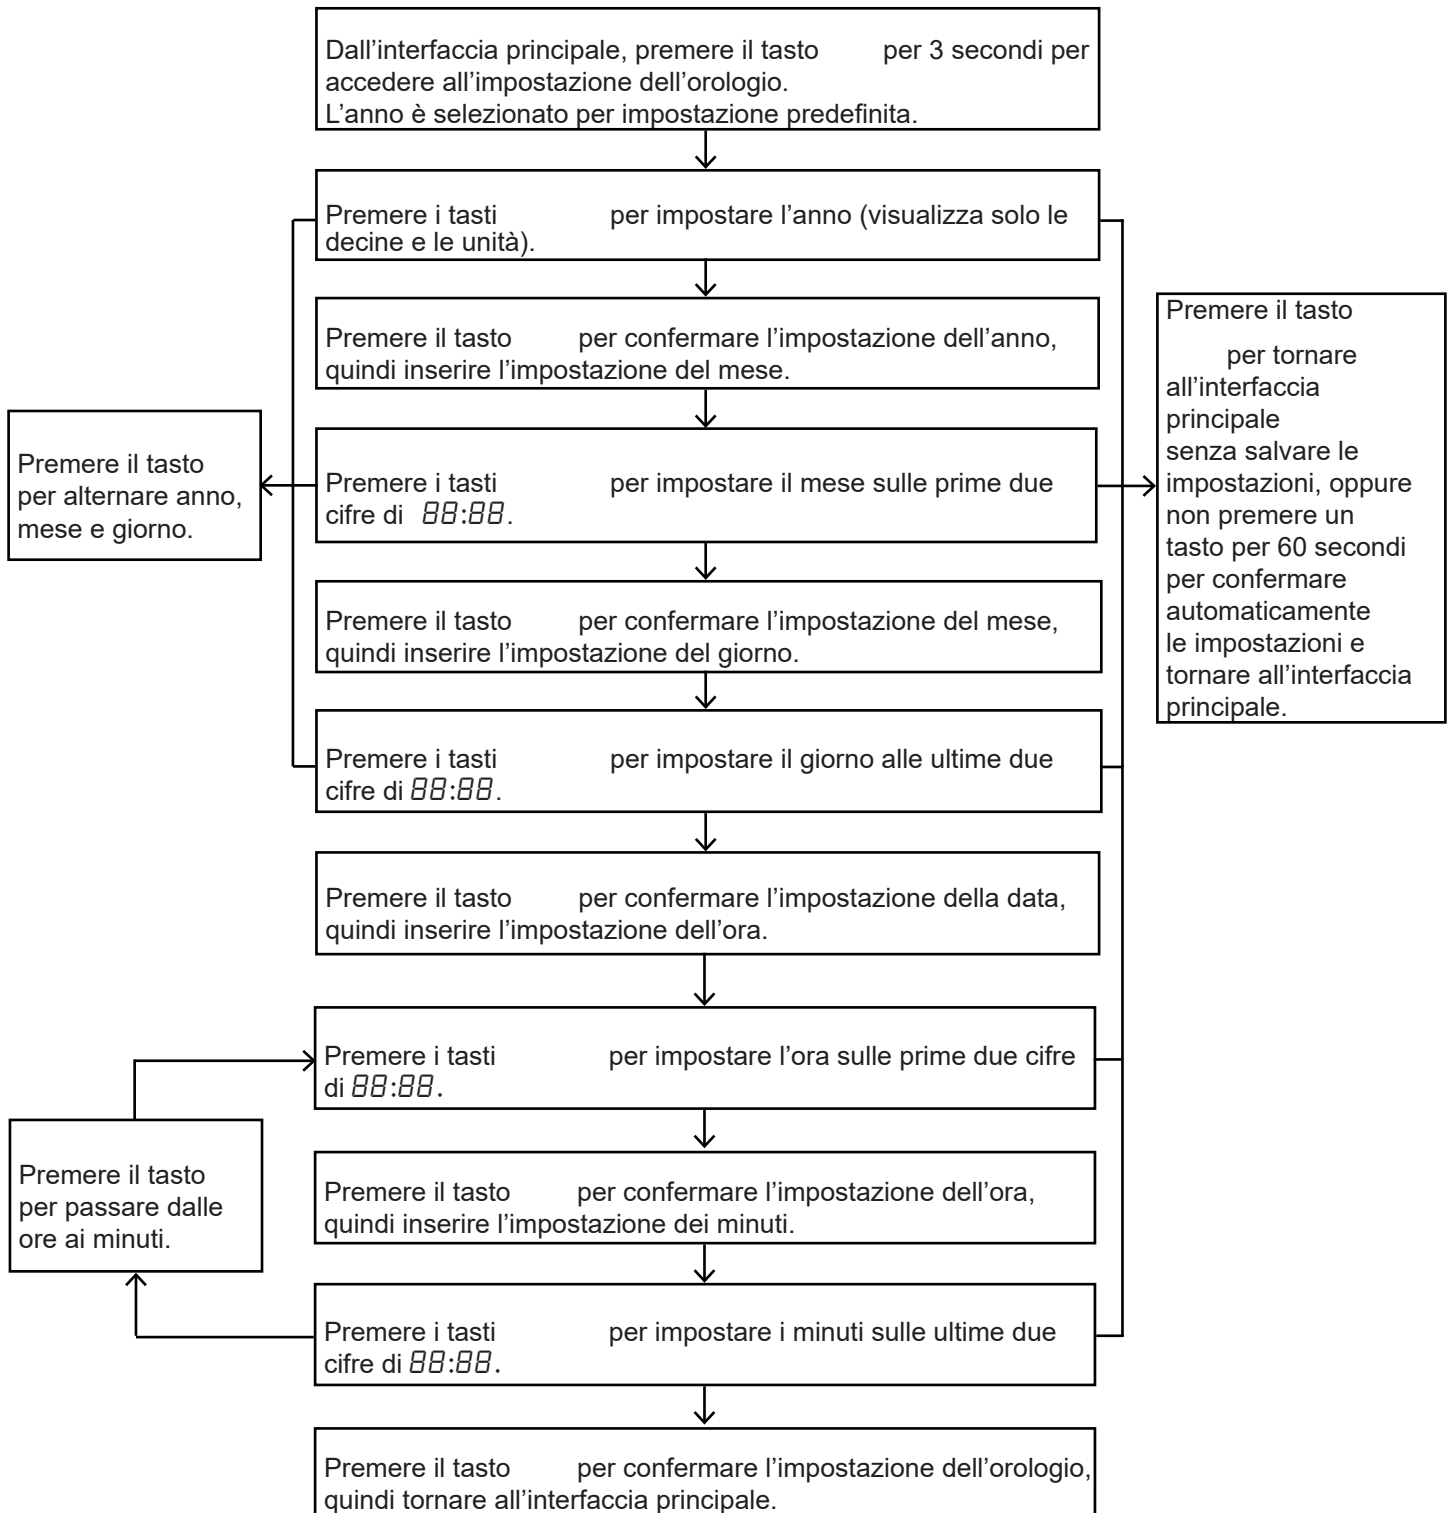 Dall’interfaccia principale, premere il tasto per 3 secondi per
accedere all’impostazione dell’orologio.
L’anno è selezionato per impostazione predefinita.
Premere i tasti per impostare l’anno (visualizza solo le
decine e le unità).
Premere il tasto per confermare l’impostazione dell’anno,
quindi inserire l’impostazione del mese.
Premere il tasto
per alternare anno,
mese e giorno.
Premere i tasti per impostare il mese sulle prime due
cifre di 88:88.
Premere il tasto
per tornare
all’interfaccia
principale
senza salvare le
impostazioni, oppure
non premere un
tasto per 60 secondi
per confermare
automaticamente
le impostazioni e
tornare all’interfaccia
principale.
Premere il tasto per confermare l’impostazione del mese,
quindi inserire l’impostazione del giorno.
Premere i tasti per impostare il giorno alle ultime due
cifre di 88:88.
Premere il tasto per confermare l’impostazione della data,
quindi inserire l’impostazione dell’ora.
Premere i tasti per impostare l’ora sulle prime due cifre
di 88:88.
Premere il tasto
per passare dalle
ore ai minuti.
Premere il tasto per confermare l’impostazione dell’ora,
quindi inserire l’impostazione dei minuti.
Premere i tasti per impostare i minuti sulle ultime due
cifre di 88:88.
Premere il tasto per confermare l’impostazione dell’orologio,
quindi tornare all’interfaccia principale.